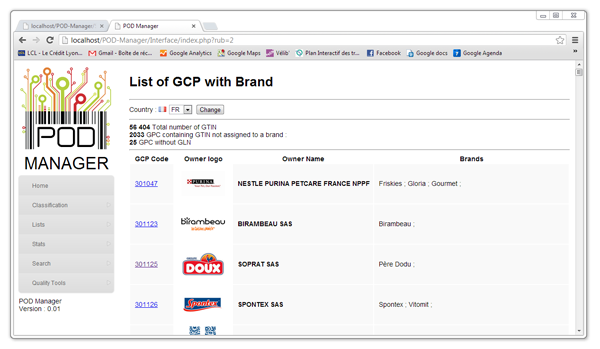 localhost/POD-Manager/
POD Manager
localhost/POD-Manager/Interface/index.php?rub=2
LCL - Le Crédit Lyon...
Gmail - Boîte de réc...
Google Analytics
Google Maps
Vélib'
Plan Interactif des tr...
Facebook
Google docs
Google Agenda
POD
MANAGER
Home
Classification
Lists
Stats
Search
Quality Tools
POD Manager
Version : 0.01
List of GCP with Brand
Country : FR Change
56 404 Total number of GTIN
2033 GPC containing GTIN not assigned to a brand :
25 GPC without GLN
GCP Code Owner logo Owner Name Brands
301047 PURINA NESTLE PURINA PETCARE FRANCE NPPF Friskies ; Gloria ; Gourmet ;
301123 birambeau BIRAMBEAU SAS Birambeau ;
301125 DOUX SOPRAT SAS Père Dodu ;
301126 Spontex SPONTEX SAS Spontex ; Vitomit ;